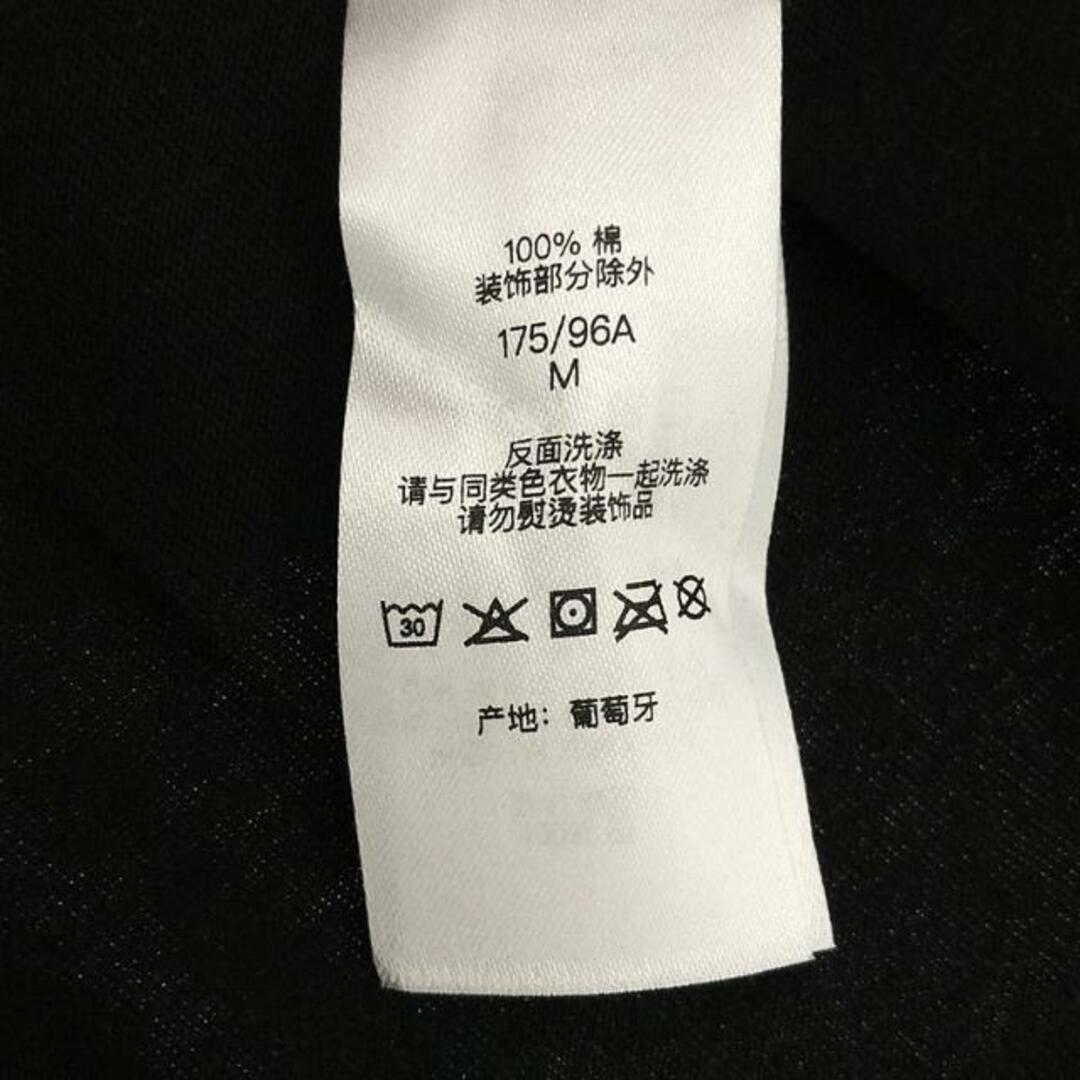 100% 棉
装饰部分除外
175/96A
M
反面洗涤
请与同类色衣物一起洗涤
请勿熨烫装饰品
30
产地：葡萄牙